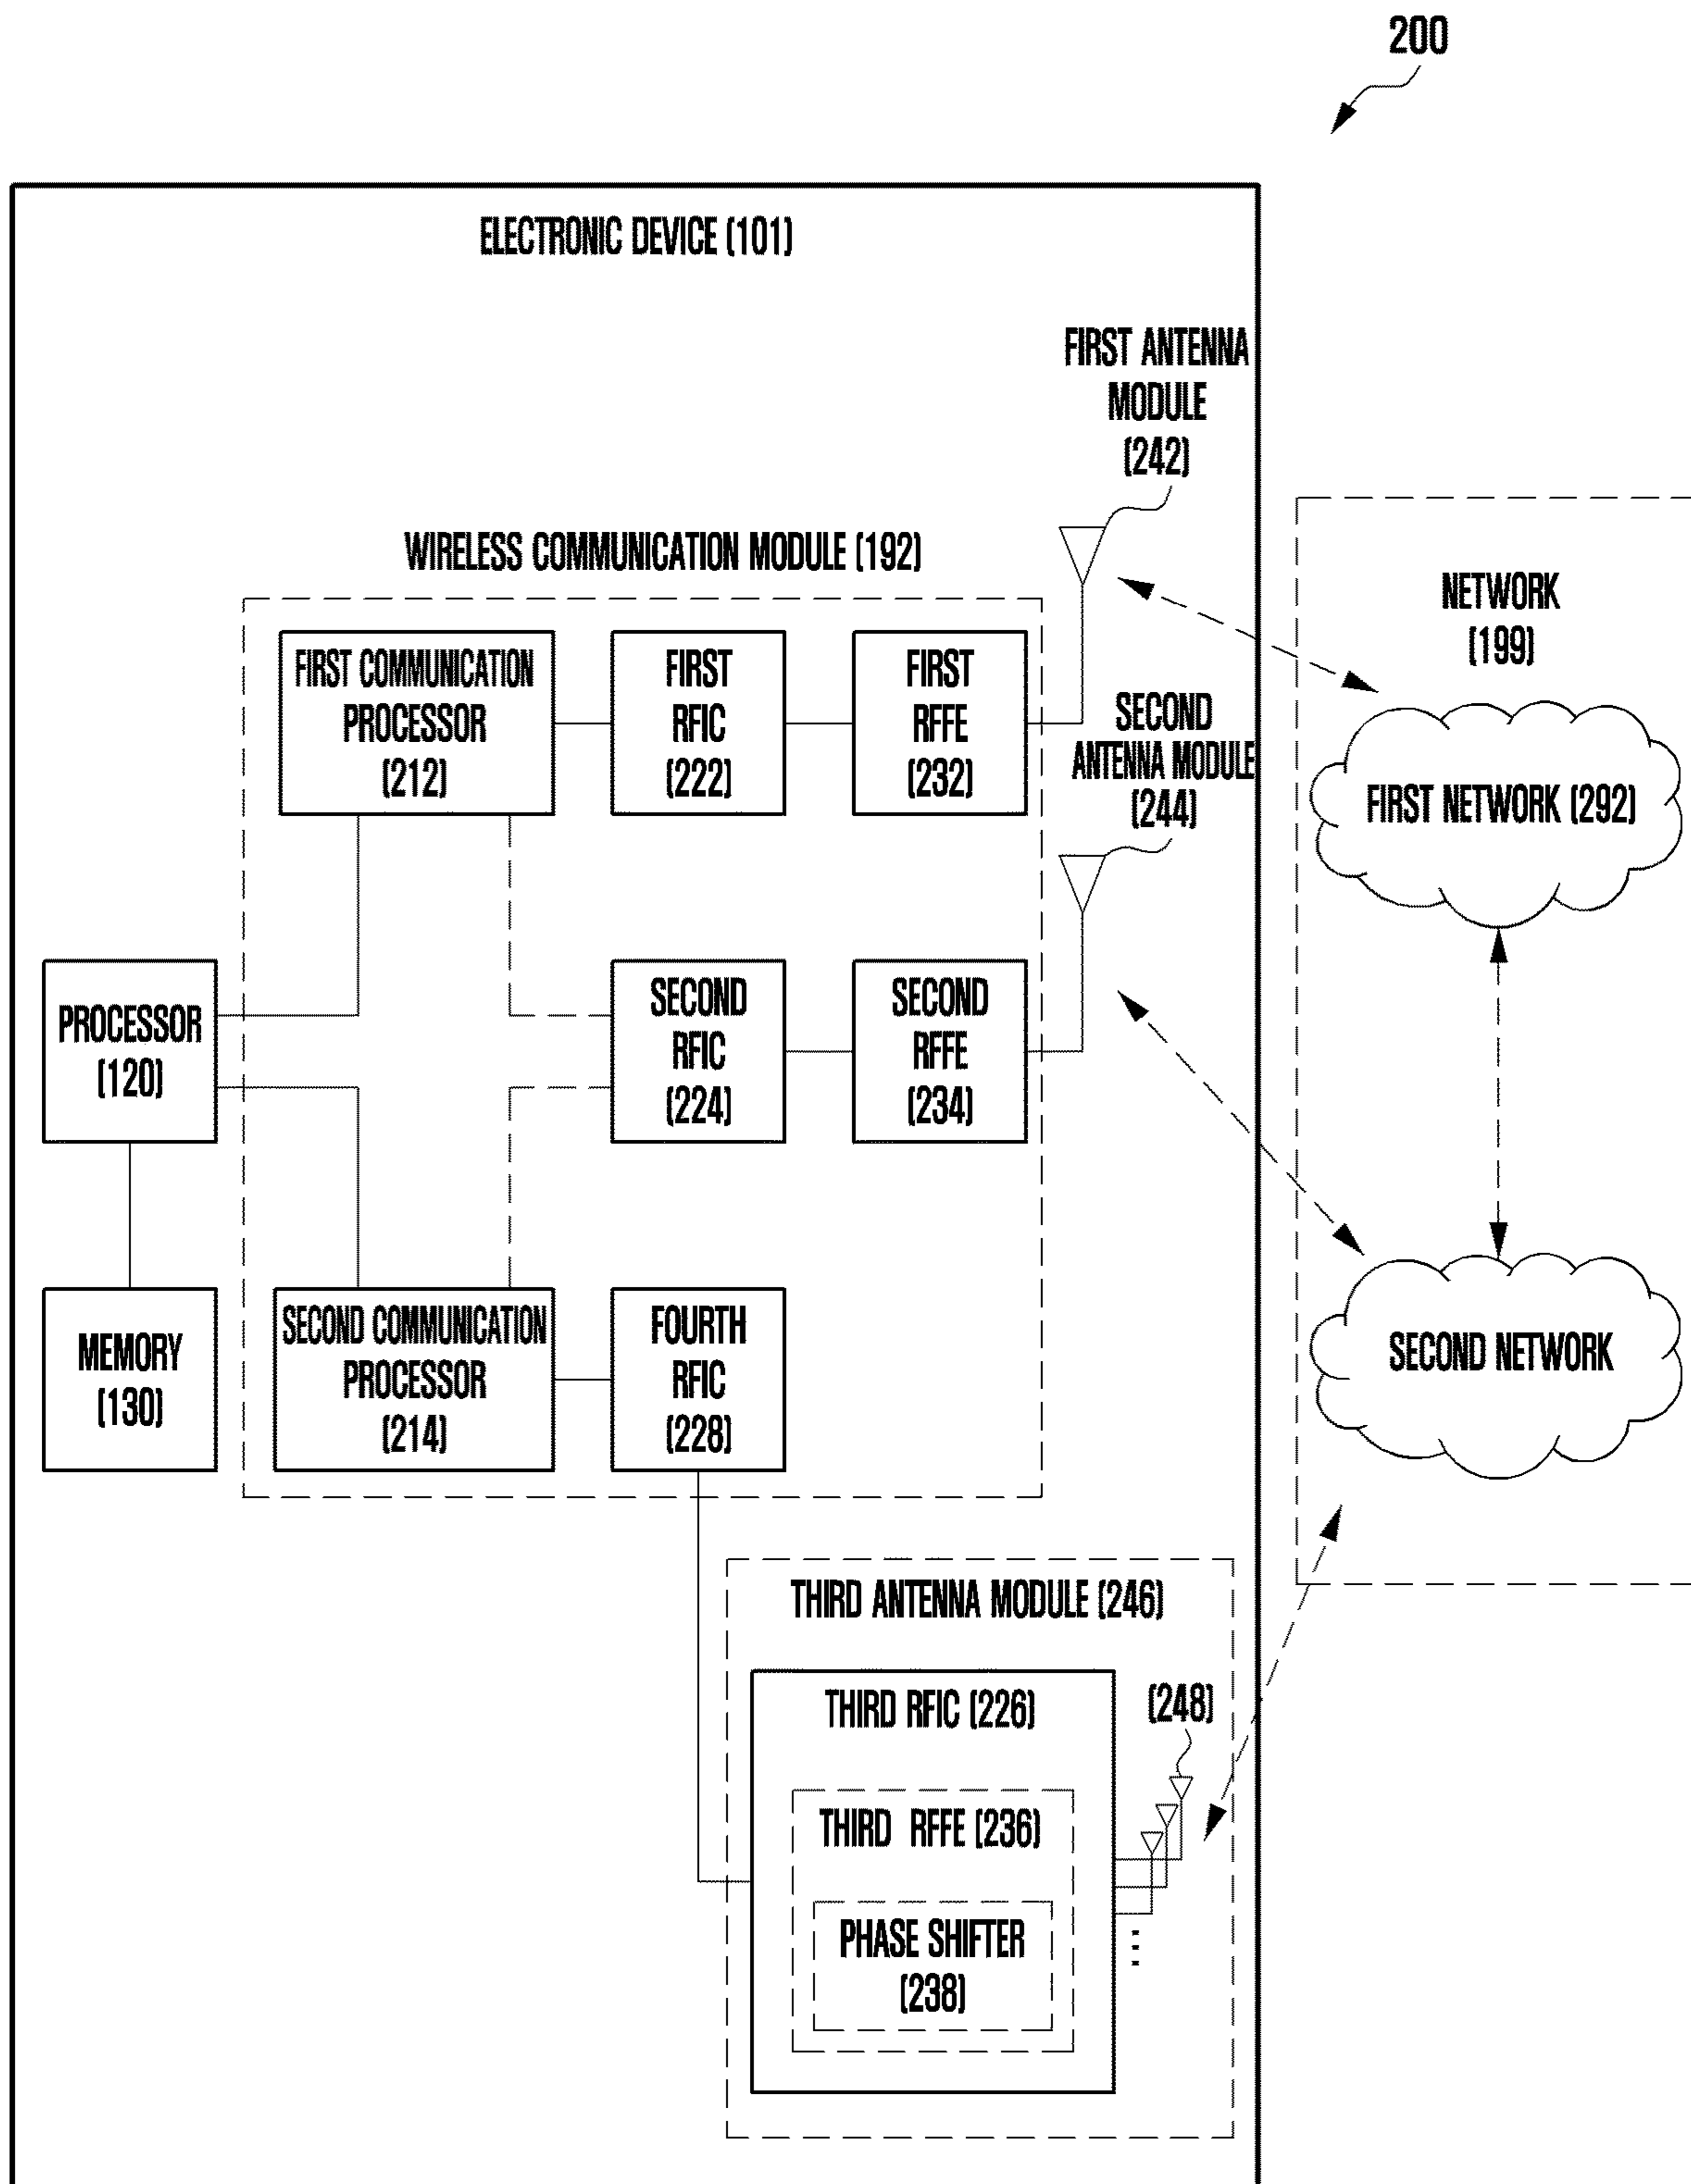 200
ELECTRONIC DEVICE (101)
FIRST ANTENNA
MODULE
(242)
WIRELESS COMMUNICATION MODULE (192)
NETWORK
(199)
FIRST COMMUNICATION
PROCESSOR
(212)
FIRST
RFIC
(222)
FIRST
RFFE
(232)
SECOND
ANTENNA MODULE
(244)
FIRST NETWORK (292)
PROCESSOR
(120)
SECOND
RFIC
(224)
SECOND
RFFE
(234)
MEMORY
(130)
SECOND COMMUNICATION
PROCESSOR
(214)
FOURTH
RFIC
(228)
SECOND NETWORK
THIRD ANTENNA MODULE (246)
THIRD RFIC (226)
(248)
THIRD RFFE (236)
PHASE SHIFTER
(238)
...